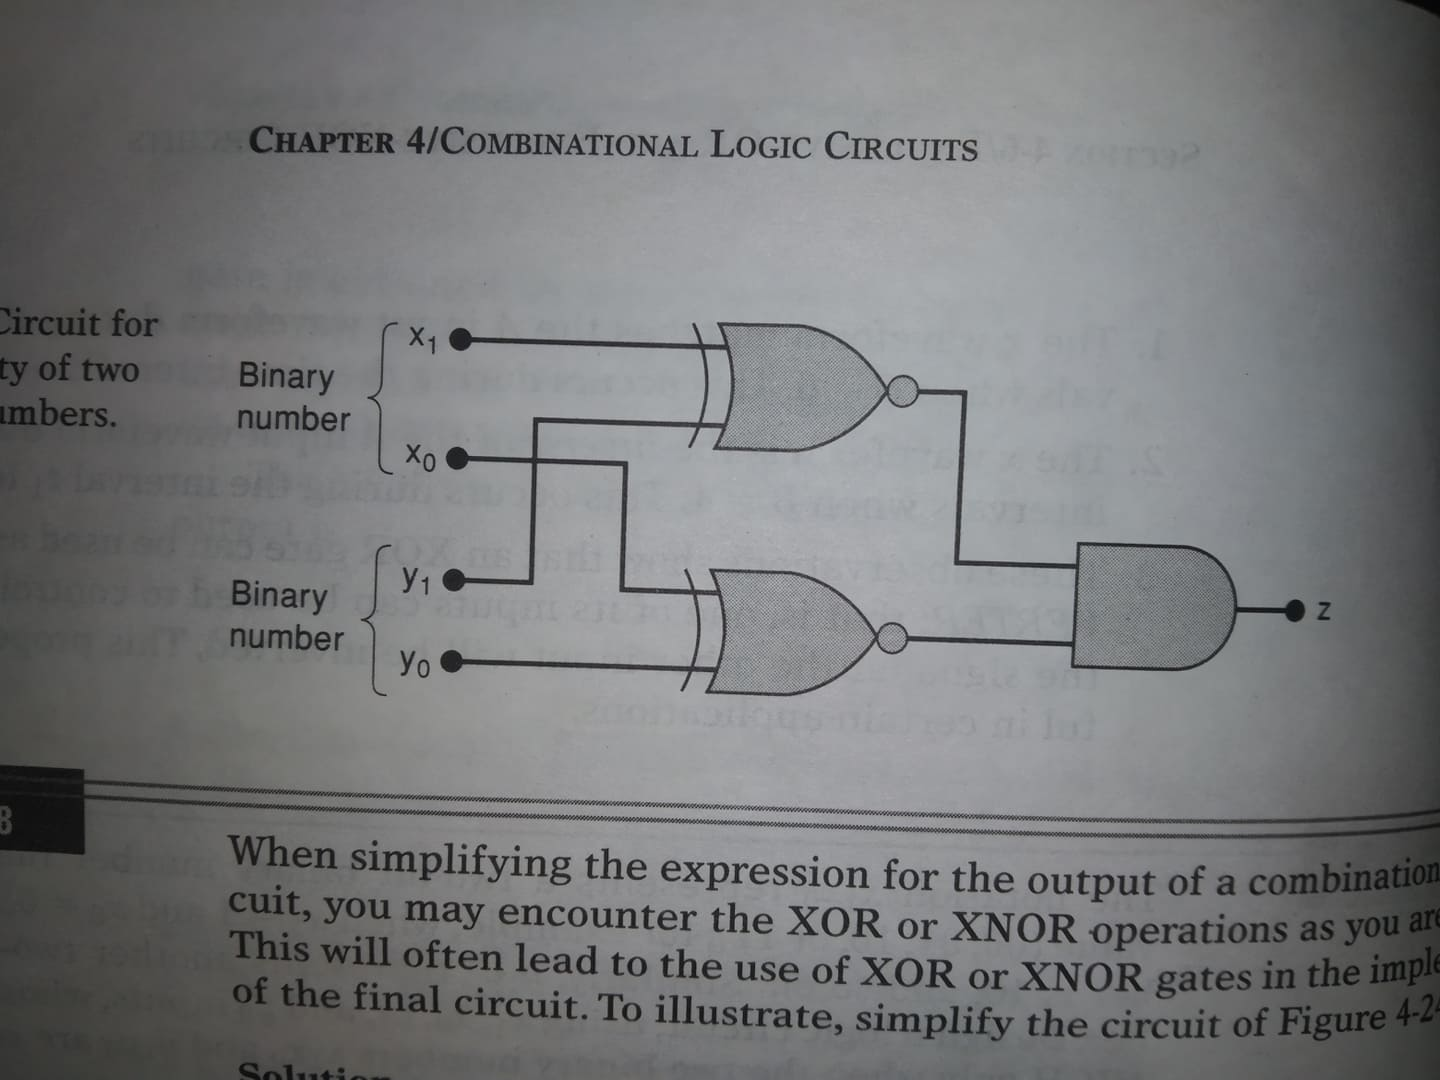 CHAPTER 4/COMBINATIONAL LOGIC CIRCUITS
Circuit for
ty of two
umbers.
Binary
number
x₁
x₀
Binary
number
y₁
y₀
z
8
When simplifying the expression for the output of a combination
cuit, you may encounter the XOR or XNOR operations as you are
This will often lead to the use of XOR or XNOR gates in the imple
of the final circuit. To illustrate, simplify the circuit of Figure 4-24
Solution